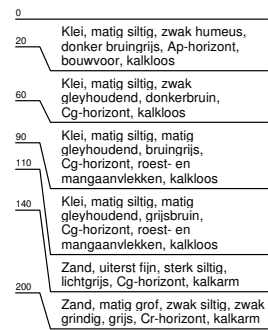 0
Klei, matig siltig, zwak humeus,
donker bruingrijs, Ap-horizont,
bouwvoor, kalkloos
20
Klei, matig siltig, zwak
gleyhoudend, donkerbruin,
Cg-horizont, kalkloos
60
Klei, matig siltig, matig
gleyhoudend, bruingrijs,
Cg-horizont, roest- en
mangaanvlekken, kalkloos
90
Klei, matig siltig, matig
gleyhoudend, grijsbruin,
Cg-horizont, roest- en
mangaanvlekken, kalkloos
110
Zand, uiterst fijn, sterk siltig,
lichtgrijs, Cg-horizont, kalkarm
140
Zand, matig grof, zwak siltig, zwak
grindig, grijs, Cr-horizont, kalkarm
200